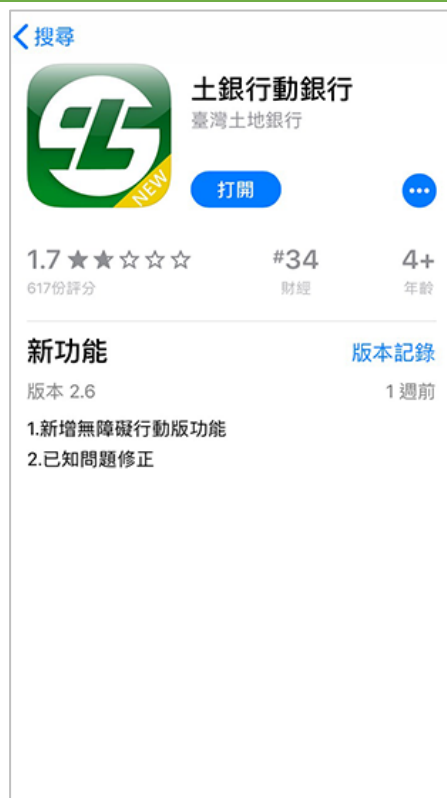 搜尋
土銀行動銀行
臺灣土地銀行
NEW
打開
1.7 ★★☆☆☆ #34 4+
617份評分 財經 年齡
新功能 版本記錄
版本 2.6 1 週前
1.新增無障礙行動版功能
2.已知問題修正